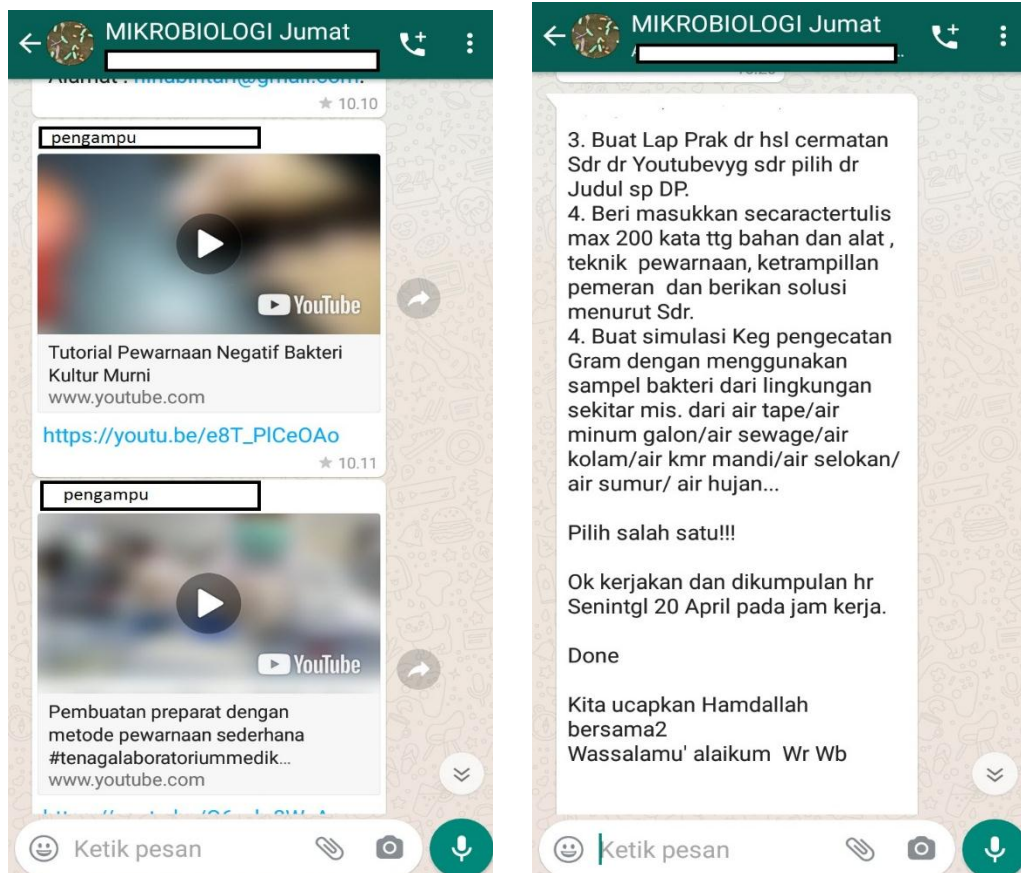 MIKROBIOLOGI Jumat
★ 10.10
pengampu
YouTube
Tutorial Pewarnaan Negatif Bakteri
Kultur Murni
www.youtube.com
https://youtu.be/e8T_PlCeOAo
★ 10.11
pengampu
YouTube
Pembuatan preparat dengan
metode pewarnaan sederhana
#tenagalaboratoriummedik...
www.youtube.com
Ketik pesan
MIKROBIOLOGI Jumat
3. Buat Lap Prak dr hsl cermatan
Sdr dr Youtubevyg sdr pilih dr
Judul sp DP.
4. Beri masukkan secaractertulis
max 200 kata ttg bahan dan alat ,
teknik pewarnaan, ketrampillan
pemeran dan berikan solusi
menurut Sdr.
4. Buat simulasi Keg pengecatan
Gram dengan menggunakan
sampel bakteri dari lingkungan
sekitar mis. dari air tape/air
minum galon/air sewage/air
kolam/air kmr mandi/air selokan/
air sumur/ air hujan...
Pilih salah satu!!!
Ok kerjakan dan dikumpulan hr
Senintgl 20 April pada jam kerja.
Done
Kita ucapkan Hamdallah
bersama2
Wassalamu' alaikum Wr Wb
Ketik pesan